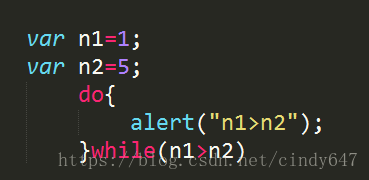 var n1=1;
var n2=5;
do{
alert("n1>n2");
}while(n1>n2)
https://blog.csdn.net/cindy647